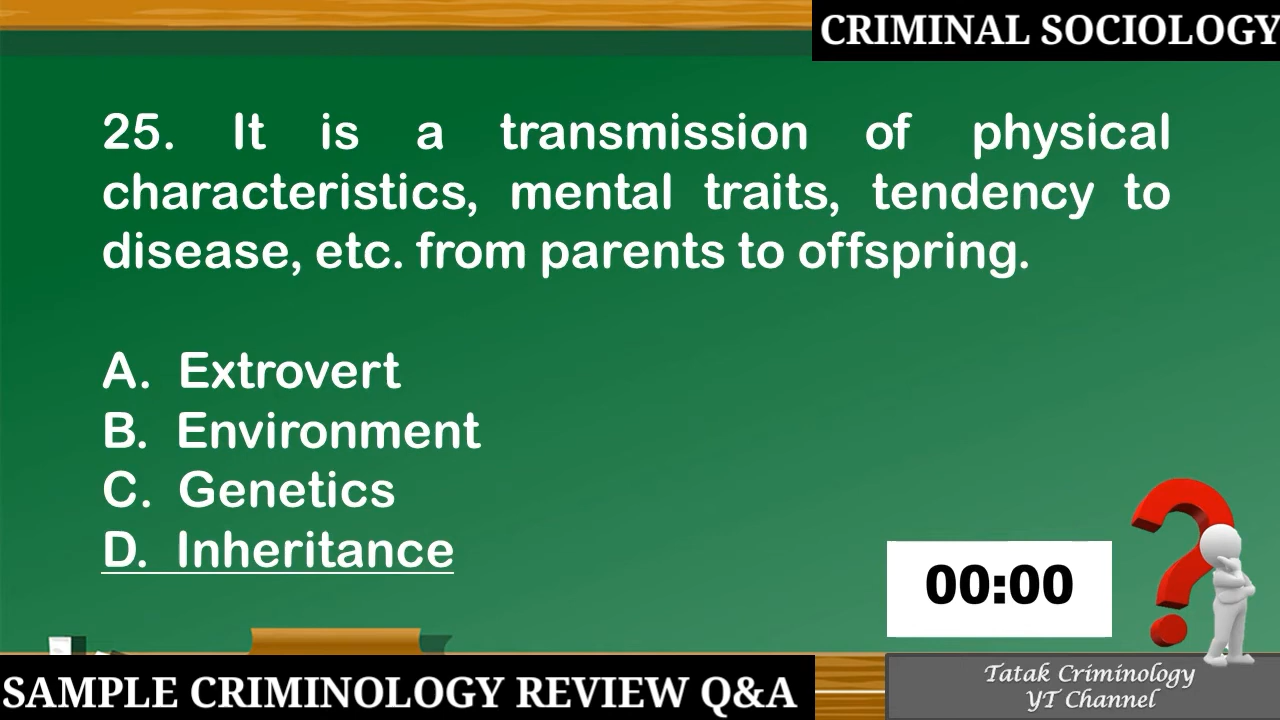 CRIMINAL SOCIOLOGY
25. It is a transmission of physical
characteristics, mental traits, tendency to
disease, etc. from parents to offspring.
A. Extrovert
B. Environment
C. Genetics
D. Inheritance
00:00
SAMPLE CRIMINOLOGY REVIEW Q&A
Tatak Criminology
YT Channel